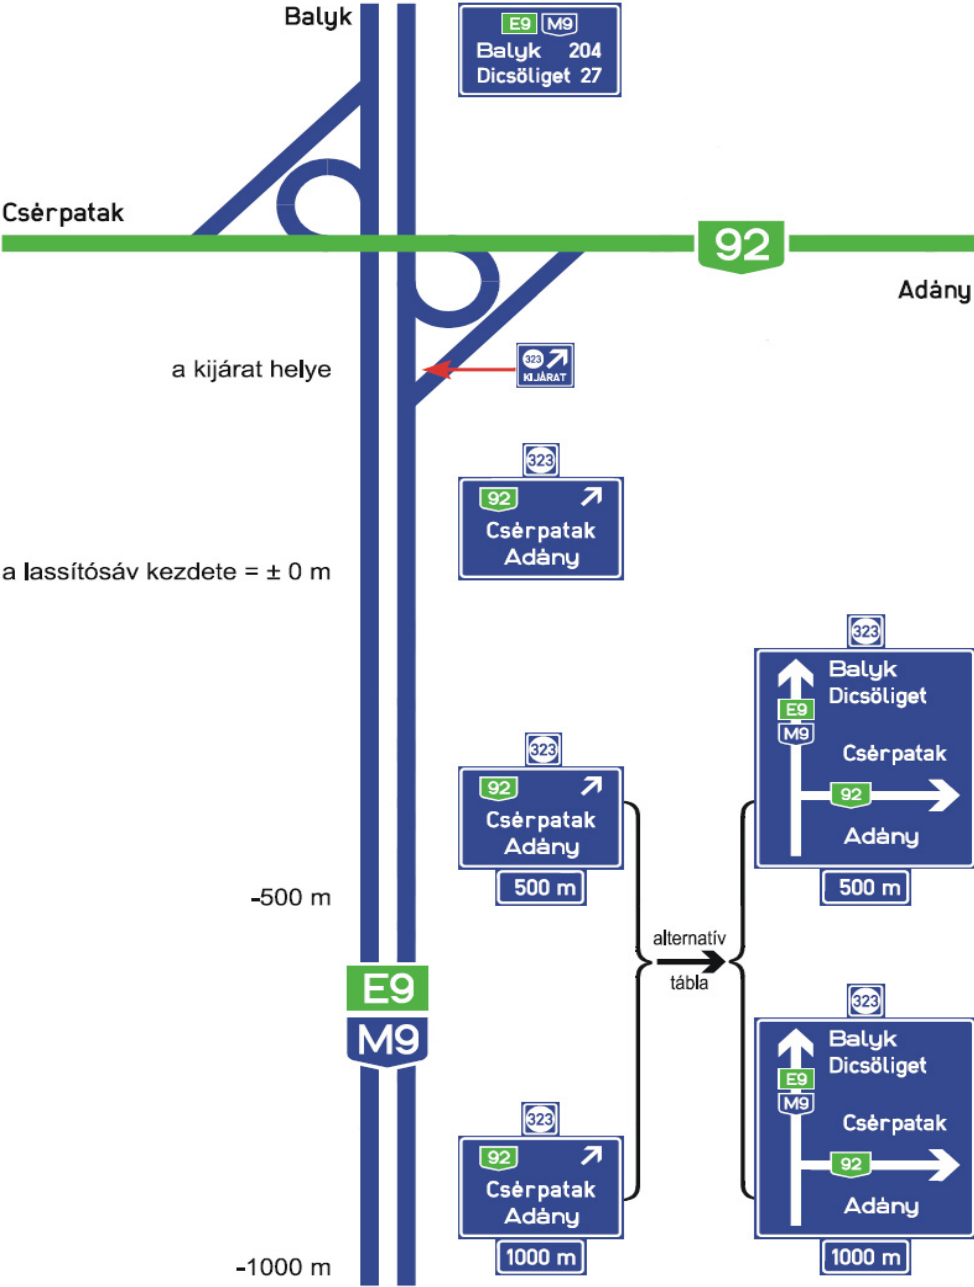 Balyk
E9 M9
Balyk 204
Dicsöliget 27
Csérpatak
92
Adány
a kijárat helye
323
KIJÁRAT
323
92
Csérpatak
Adány
a lassítósáv kezdete = ± 0 m
323
Balyk
Dicsöliget
E9
M9
Csérpatak
92
Adány
500 m
323
92
Csérpatak
Adány
500 m
-500 m
alternatív
tábla
E9
M9
323
Balyk
Dicsöliget
E9
M9
Csérpatak
92
Adány
1000 m
323
92
Csérpatak
Adány
1000 m
-1000 m